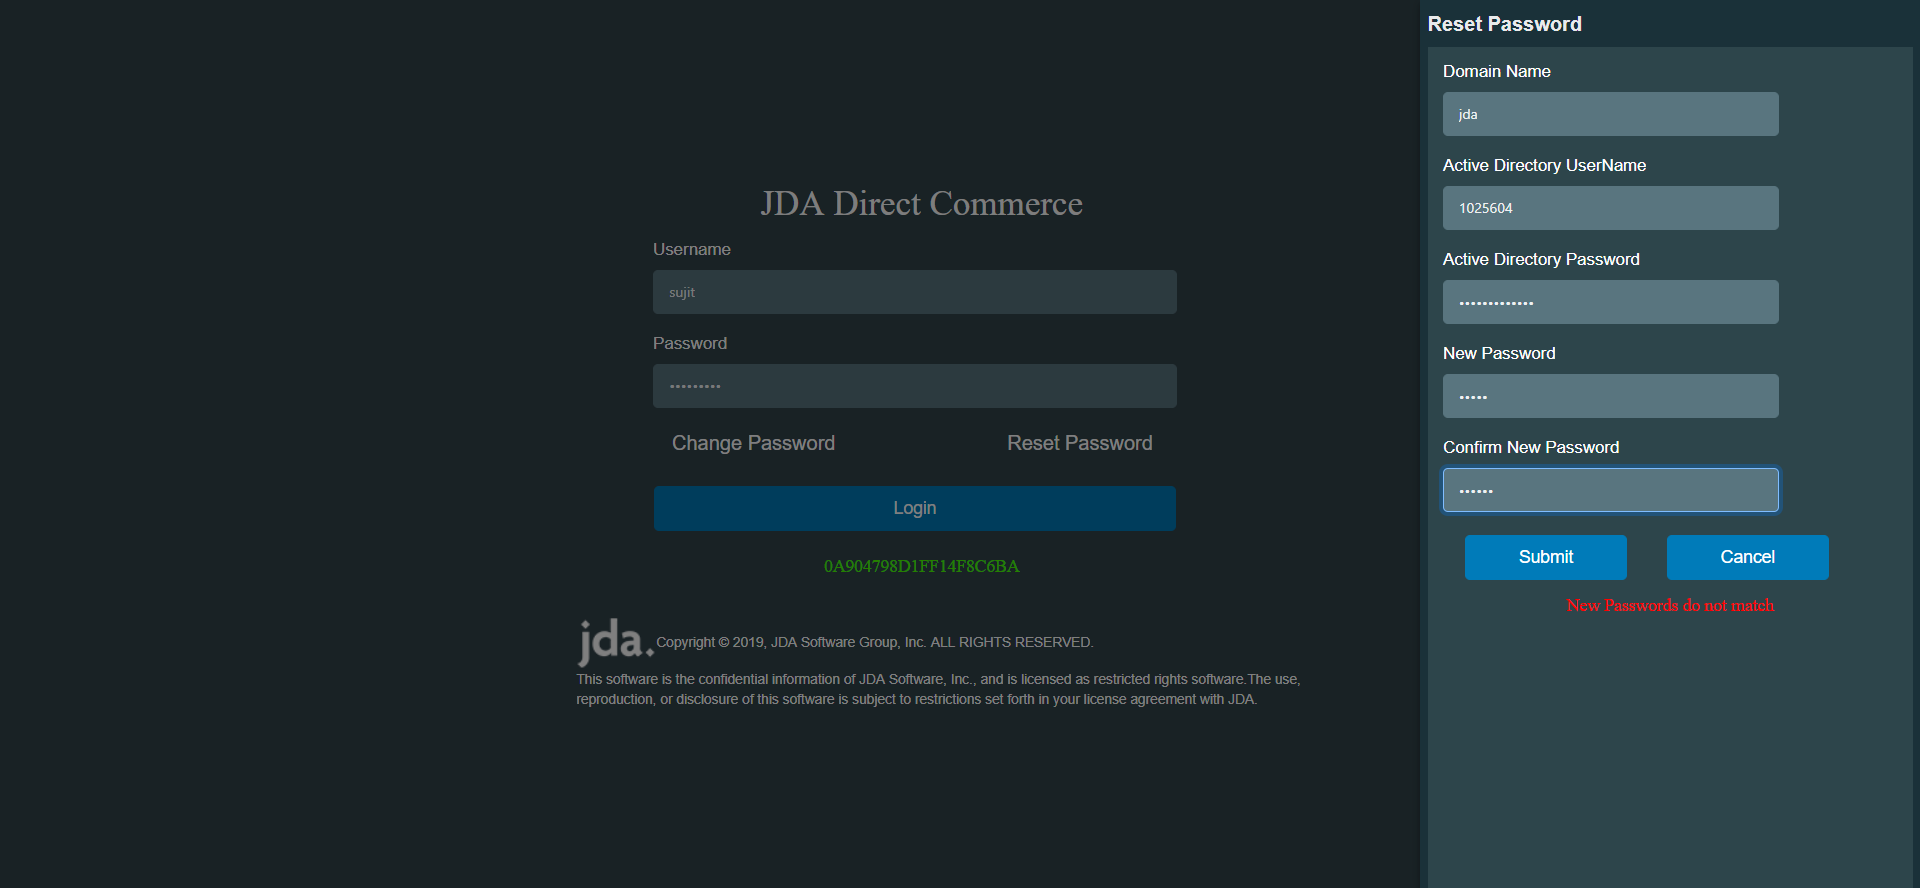 JDA Direct Commerce
Username
sujit
Password
•••••••••
Change Password
Reset Password
Login
0A904798D1FF14F8C6BA
jda.
Copyright © 2019, JDA Software Group, Inc. ALL RIGHTS RESERVED.
This software is the confidential information of JDA Software, Inc., and is licensed as restricted rights software.The use,
reproduction, or disclosure of this software is subject to restrictions set forth in your license agreement with JDA.
Reset Password
Domain Name
jda
Active Directory UserName
1025604
Active Directory Password
•••••••••••••
New Password
•••••
Confirm New Password
••••••
Submit
Cancel
New Passwords do not match